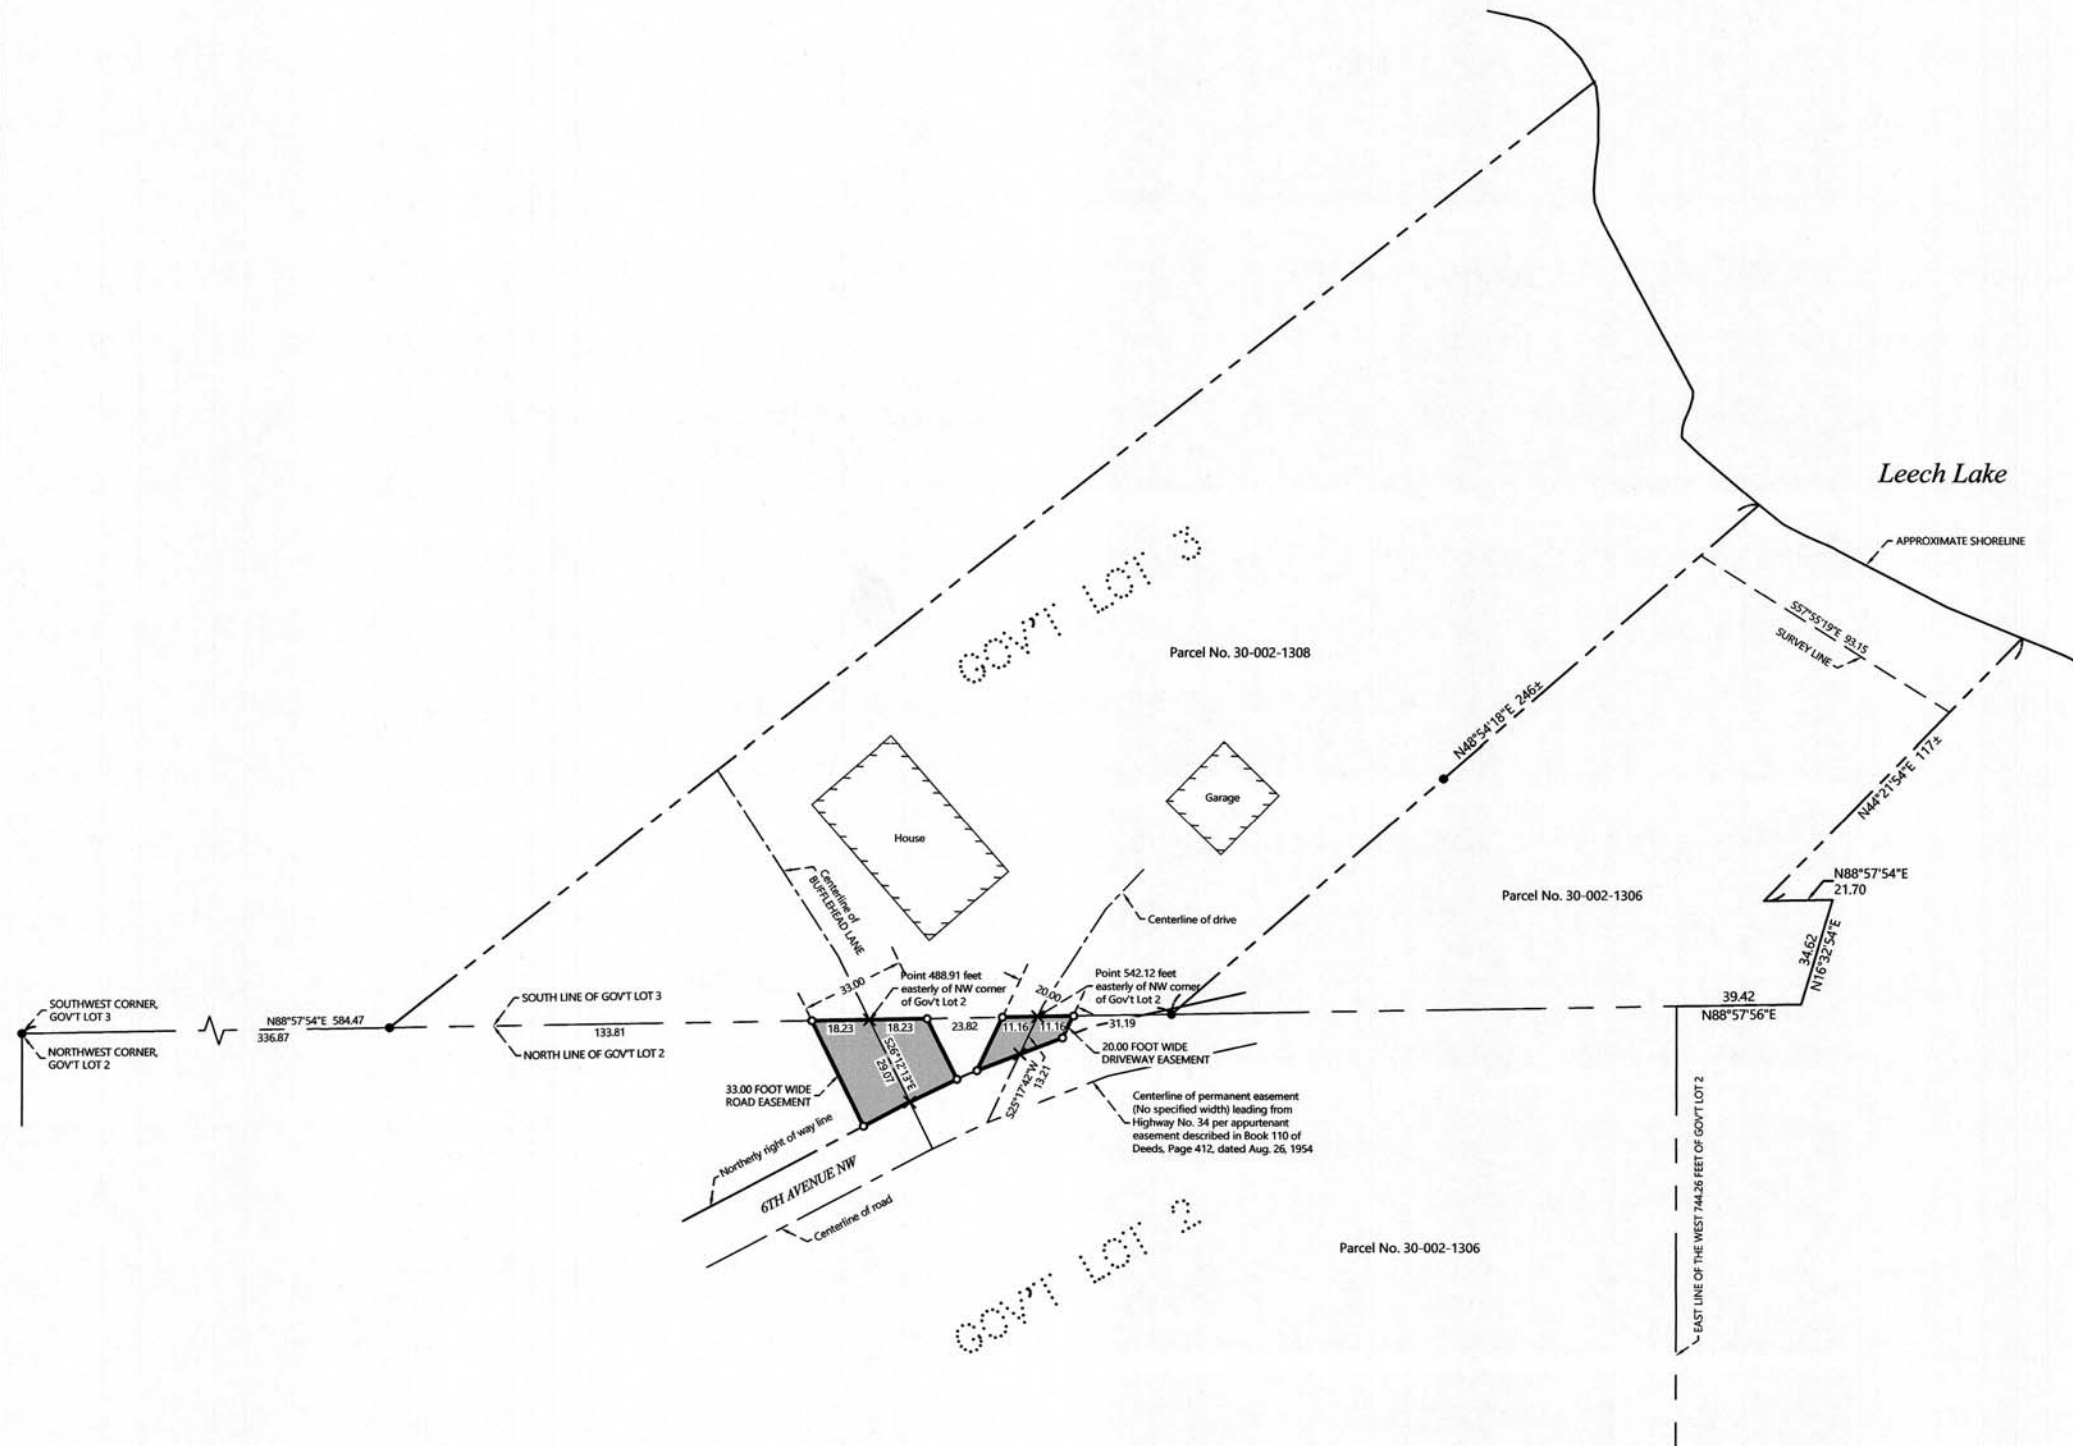 Leech Lake
APPROXIMATE SHORELINE
GOV'T LOT 3
Parcel No. 30-002-1308
S57°55'19"E 93.15
SURVEY LINE
N48°54'18"E 246±
N44°21'54"E 117±
House
Garage
Centerline of
BUFFLEHEAD LANE
Centerline of drive
Parcel No. 30-002-1306
N88°57'54"E
21.70
34.62
N16°32'54"E
39.42
N88°57'56"E
SOUTHWEST CORNER,
GOV'T LOT 3
NORTHWEST CORNER,
GOV'T LOT 2
N88°57'54"E 584.47
336.87
SOUTH LINE OF GOV'T LOT 3
133.81
NORTH LINE OF GOV'T LOT 2
33.00
Point 488.91 feet
easterly of NW corner
of Gov't Lot 2
20.00
Point 542.12 feet
easterly of NW corner
of Gov't Lot 2
18.23
18.23
23.82
11.16
11.16
31.19
S26°12'13"E
29.07
S25°17'42"W
13.21
20.00 FOOT WIDE
DRIVEWAY EASEMENT
33.00 FOOT WIDE
ROAD EASEMENT
Northerly right of way line
6TH AVENUE NW
Centerline of road
Centerline of permanent easement
(No specified width) leading from
Highway No. 34 per appurtenant
easement described in Book 110 of
Deeds, Page 412, dated Aug. 26, 1954
GOV'T LOT 2
Parcel No. 30-002-1306
EAST LINE OF THE WEST 744.26 FEET OF GOV'T LOT 2